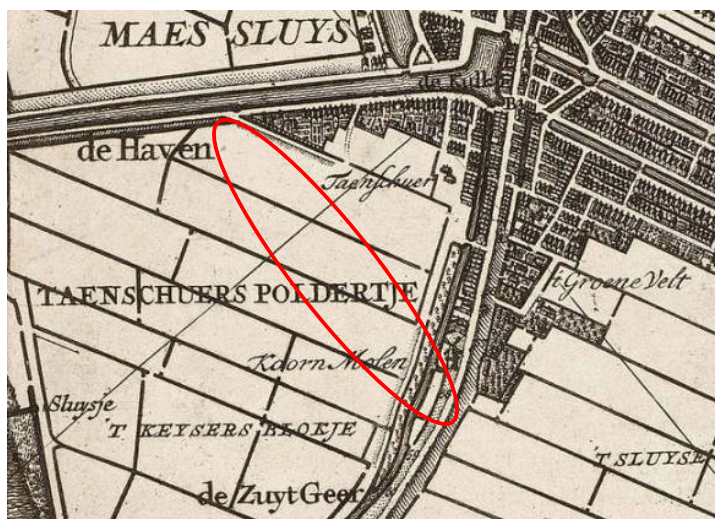 MAES SLUYS
de Kulk
B
de Haven
Taenschuer
't Groene Velt
TAENSCHUERS POLDERTJE
Koorn Molen
Sluysje
'T KEYSERS BLOKJE
'T SLUYSE
de Zuyt Geer